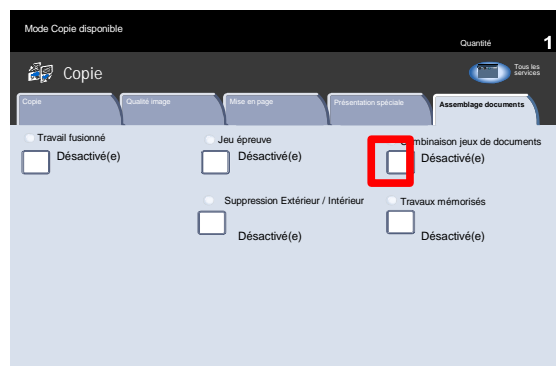 Mode Copie disponible
Quantité 1
Copie
Tous les
services
Copie
Qualité image
Mise en page
Présentation spéciale
Assemblage documents
Travail fusionné
Désactivé(e)
Jeu épreuve
Désactivé(e)
Combinaison jeux de documents
Désactivé(e)
Suppression Extérieur / Intérieur
Désactivé(e)
Travaux mémorisés
Désactivé(e)